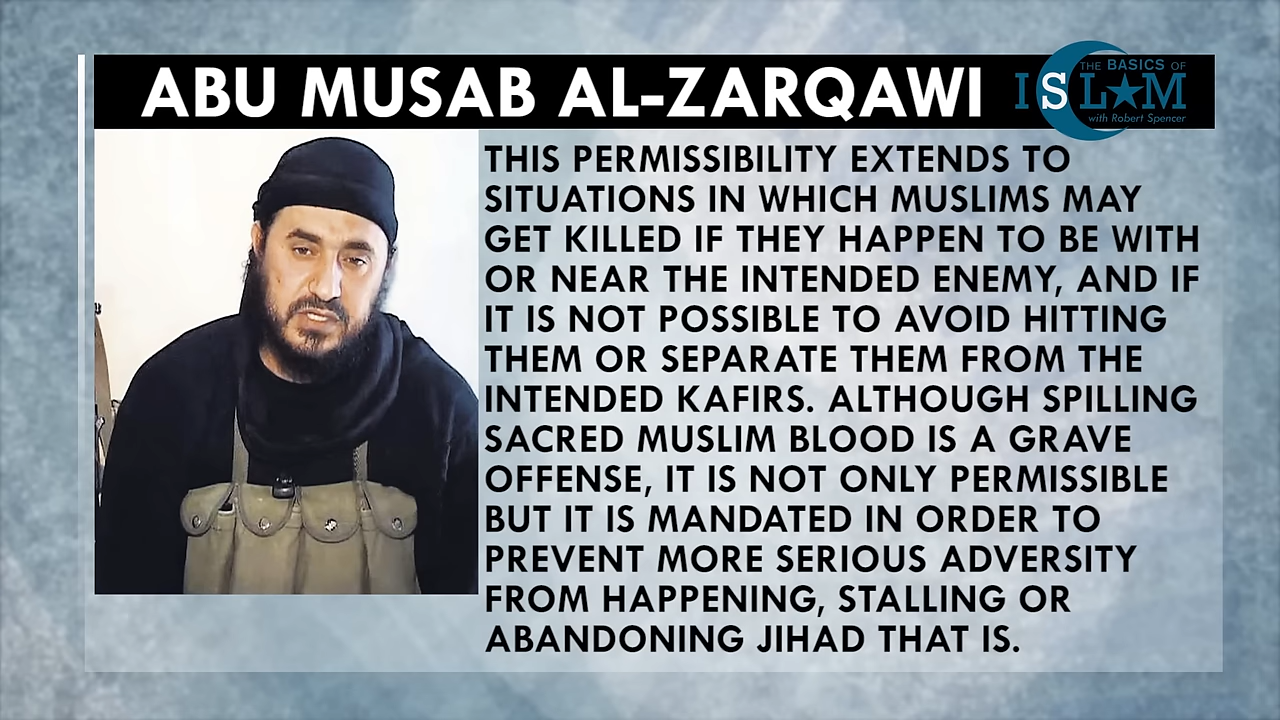 ABU MUSAB AL-ZARQAWI
THE BASICS OF
ISLAM
with Robert Spencer
THIS PERMISSIBILITY EXTENDS TO
SITUATIONS IN WHICH MUSLIMS MAY
GET KILLED IF THEY HAPPEN TO BE WITH
OR NEAR THE INTENDED ENEMY, AND IF
IT IS NOT POSSIBLE TO AVOID HITTING
THEM OR SEPARATE THEM FROM THE
INTENDED KAFIRS. ALTHOUGH SPILLING
SACRED MUSLIM BLOOD IS A GRAVE
OFFENSE, IT IS NOT ONLY PERMISSIBLE
BUT IT IS MANDATED IN ORDER TO
PREVENT MORE SERIOUS ADVERSITY
FROM HAPPENING, STALLING OR
ABANDONING JIHAD THAT IS.